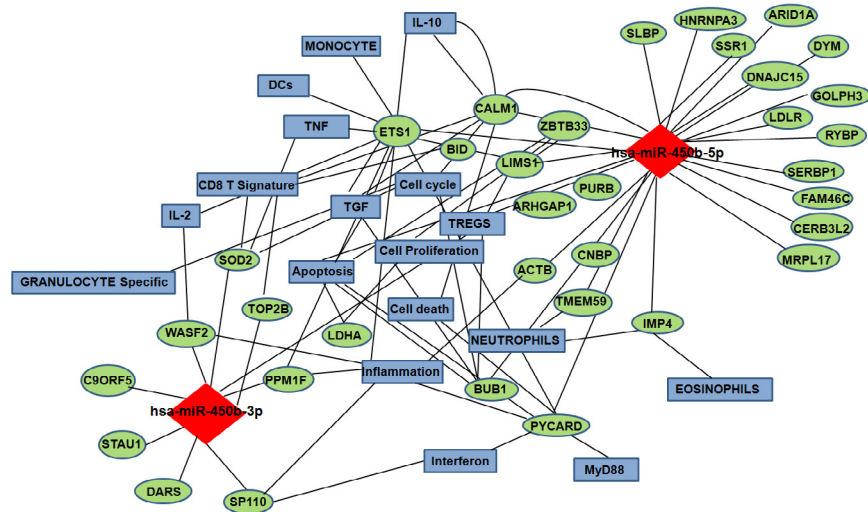 IL-10
HNRNPA3
ARID1A
SLBP
SSR1
DYM
MONOCYTE
DNAJC15
DCs
GOLPH3
CALM1
LDLR
TNF
ETS1
ZBTB33
RYBP
BID
hsa-miR-450b-5p
LIMS1
SERBP1
CD8 T Signature
Cell cycle
PURB
FAM46C
IL-2
TGF
ARHGAP1
TREGS
CERB3L2
Cell Proliferation
SOD2
CNBP
MRPL17
Apoptosis
ACTB
GRANULOCYTE Specific
TMEM59
TOP2B
Cell death
WASF2
LDHA
NEUTROPHILS
IMP4
C9ORF5
PPM1F
Inflammation
BUB1
EOSINOPHILS
hsa-miR-450b-3p
PYCARD
STAU1
Interferon
MyD88
DARS
SP110